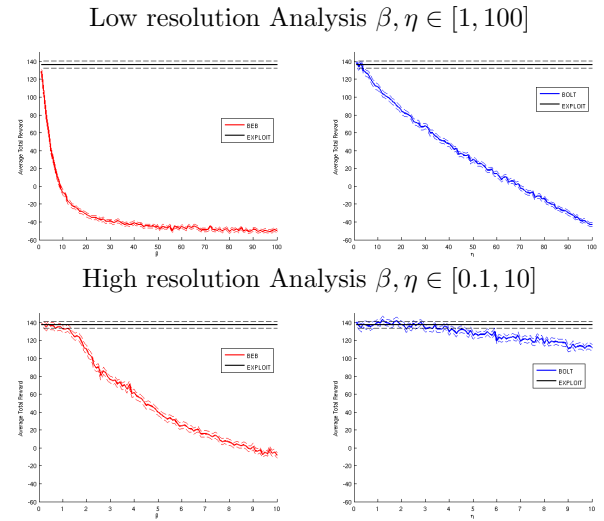 Low resolution Analysis β, η ∈ [1, 100]
140
120
100
80
60
40
20
0
-20
-40
-60
Average Total Reward
BEB
EXPLOIT
0 10 20 30 40 50 60 70 80 90 100
β
140
120
100
80
60
40
20
0
-20
-40
-60
Average Total Reward
BOLT
EXPLOIT
0 10 20 30 40 50 60 70 80 90 100
η
High resolution Analysis β, η ∈ [0.1, 10]
140
120
100
80
60
40
20
0
-20
-40
-60
Average Total Reward
BEB
EXPLOIT
0 1 2 3 4 5 6 7 8 9 10
β
140
120
100
80
60
40
20
0
-20
-40
-60
Average Total Reward
BOLT
EXPLOIT
0 1 2 3 4 5 6 7 8 9 10
η